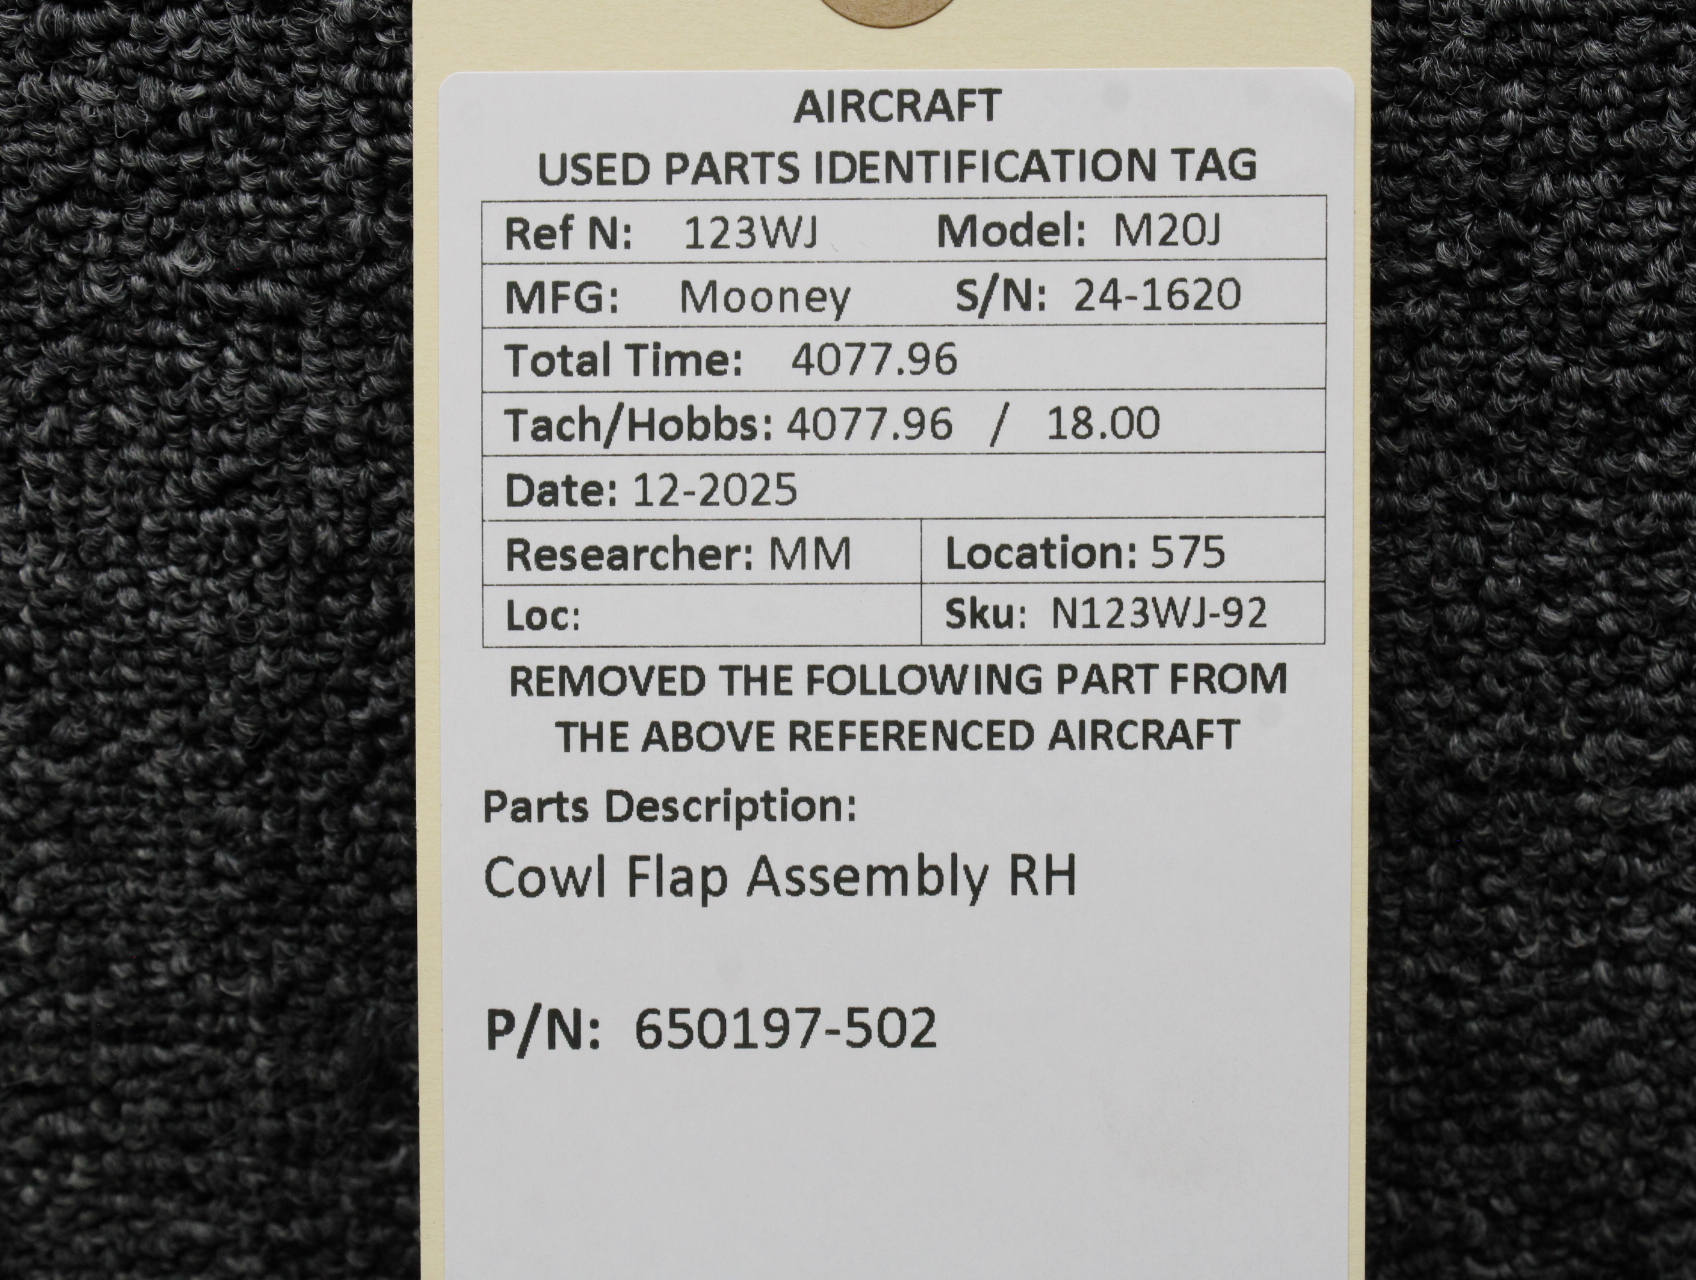 AIRCRAFT
USED PARTS IDENTIFICATION TAG
Ref N: 123WJ Model: M20J
MFG: Mooney S/N: 24-1620
Total Time: 4077.96
Tach/Hobbs: 4077.96 / 18.00
Date: 12-2025
Researcher: MM Location: 575
Loc: Sku: N123WJ-92
REMOVED THE FOLLOWING PART FROM
THE ABOVE REFERENCED AIRCRAFT
Parts Description:
Cowl Flap Assembly RH
P/N: 650197-502